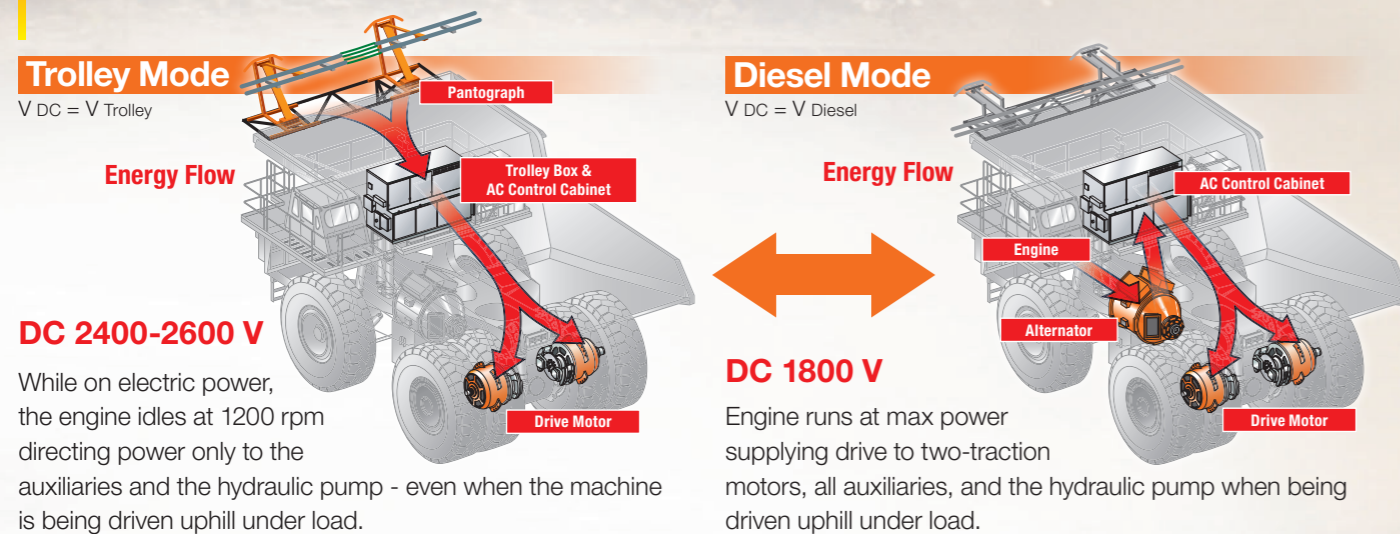 Trolley Mode
V DC = V Trolley
Energy Flow
Pantograph
Trolley Box &
AC Control Cabinet
Drive Motor
DC 2400-2600 V
While on electric power,
the engine idles at 1200 rpm
directing power only to the
auxiliaries and the hydraulic pump - even when the machine
is being driven uphill under load.
Diesel Mode
V DC = V Diesel
Energy Flow
AC Control Cabinet
Engine
Alternator
Drive Motor
DC 1800 V
Engine runs at max power
supplying drive to two-traction
motors, all auxiliaries, and the hydraulic pump when being
driven uphill under load.